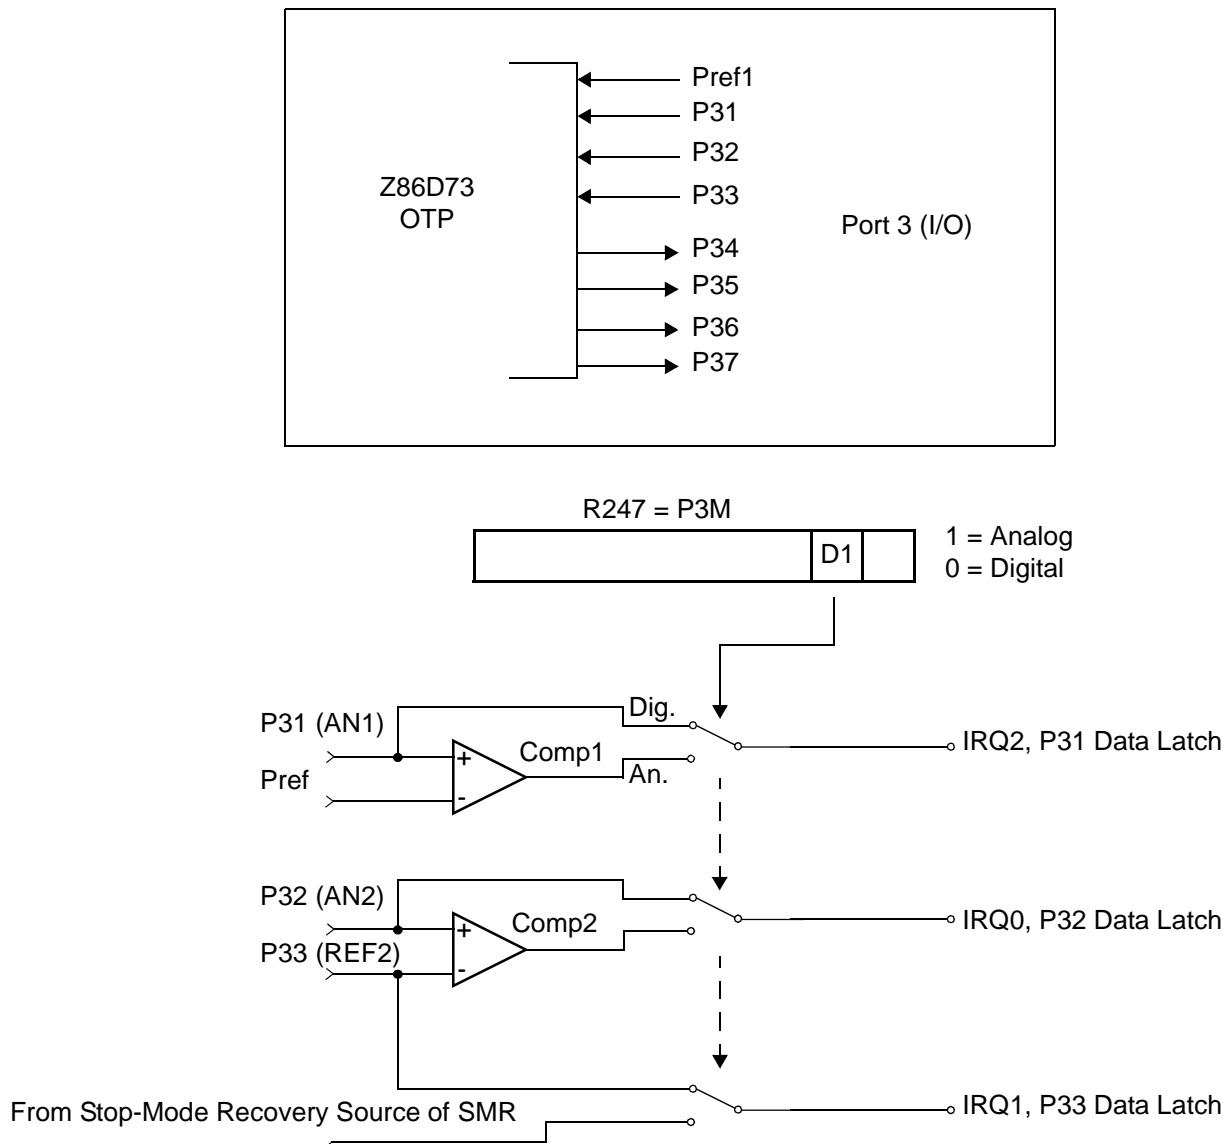 Pref1
P31
P32
Z86D73
OTP
P33
Port 3 (I/O)
P34
P35
P36
P37
R247 = P3M
D1
1 = Analog
0 = Digital
P31 (AN1)
Dig.
+
Comp1
IRQ2, P31 Data Latch
Pref
An.
-
P32 (AN2)
+
Comp2
IRQ0, P32 Data Latch
P33 (REF2)
-
From Stop-Mode Recovery Source of SMR
IRQ1, P33 Data Latch